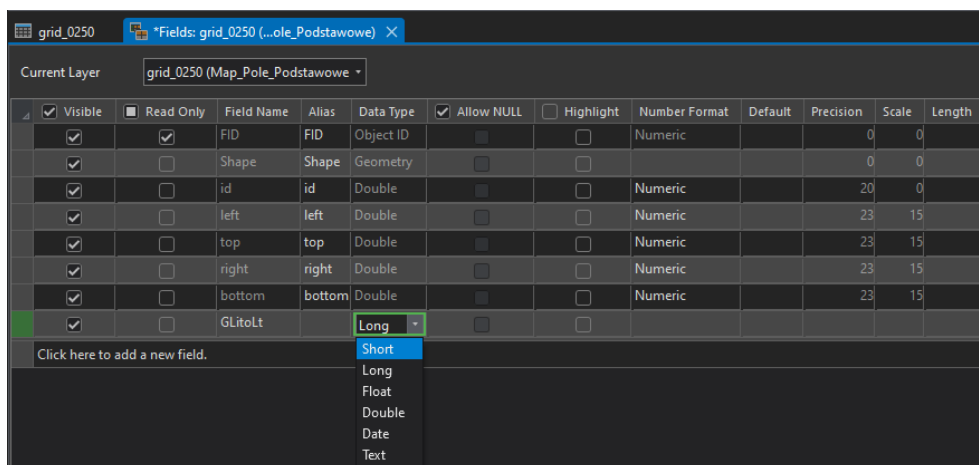 grid_0250 *Fields: grid_0250 (...ole_Podstawowe)
Current Layer grid_0250 (Map_Pole_Podstawowe
Visible Read Only Field Name Alias Data Type Allow NULL Highlight Number Format Default Precision Scale Length
FID FID Object ID Numeric 0 0
Shape Shape Geometry 0 0
id id Double Numeric 20 0
left left Double Numeric 23 15
top top Double Numeric 23 15
right right Double Numeric 23 15
bottom bottom Double Numeric 23 15
GLitoLt Long
Click here to add a new field.
Short
Long
Float
Double
Date
Text